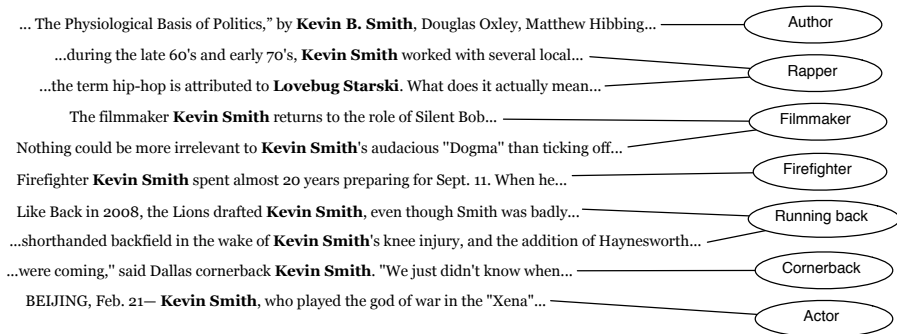 ... The Physiological Basis of Politics,” by Kevin B. Smith, Douglas Oxley, Matthew Hibbing...
Author
...during the late 60's and early 70's, Kevin Smith worked with several local...
Rapper
...the term hip-hop is attributed to Lovebug Starski. What does it actually mean...
The filmmaker Kevin Smith returns to the role of Silent Bob...
Filmmaker
Nothing could be more irrelevant to Kevin Smith's audacious "Dogma" than ticking off...
Firefighter Kevin Smith spent almost 20 years preparing for Sept. 11. When he...
Firefighter
Like Back in 2008, the Lions drafted Kevin Smith, even though Smith was badly...
Running back
...shorthanded backfield in the wake of Kevin Smith's knee injury, and the addition of Haynesworth...
...were coming," said Dallas cornerback Kevin Smith. "We just didn't know when...
Cornerback
BEIJING, Feb. 21— Kevin Smith, who played the god of war in the "Xena"...
Actor